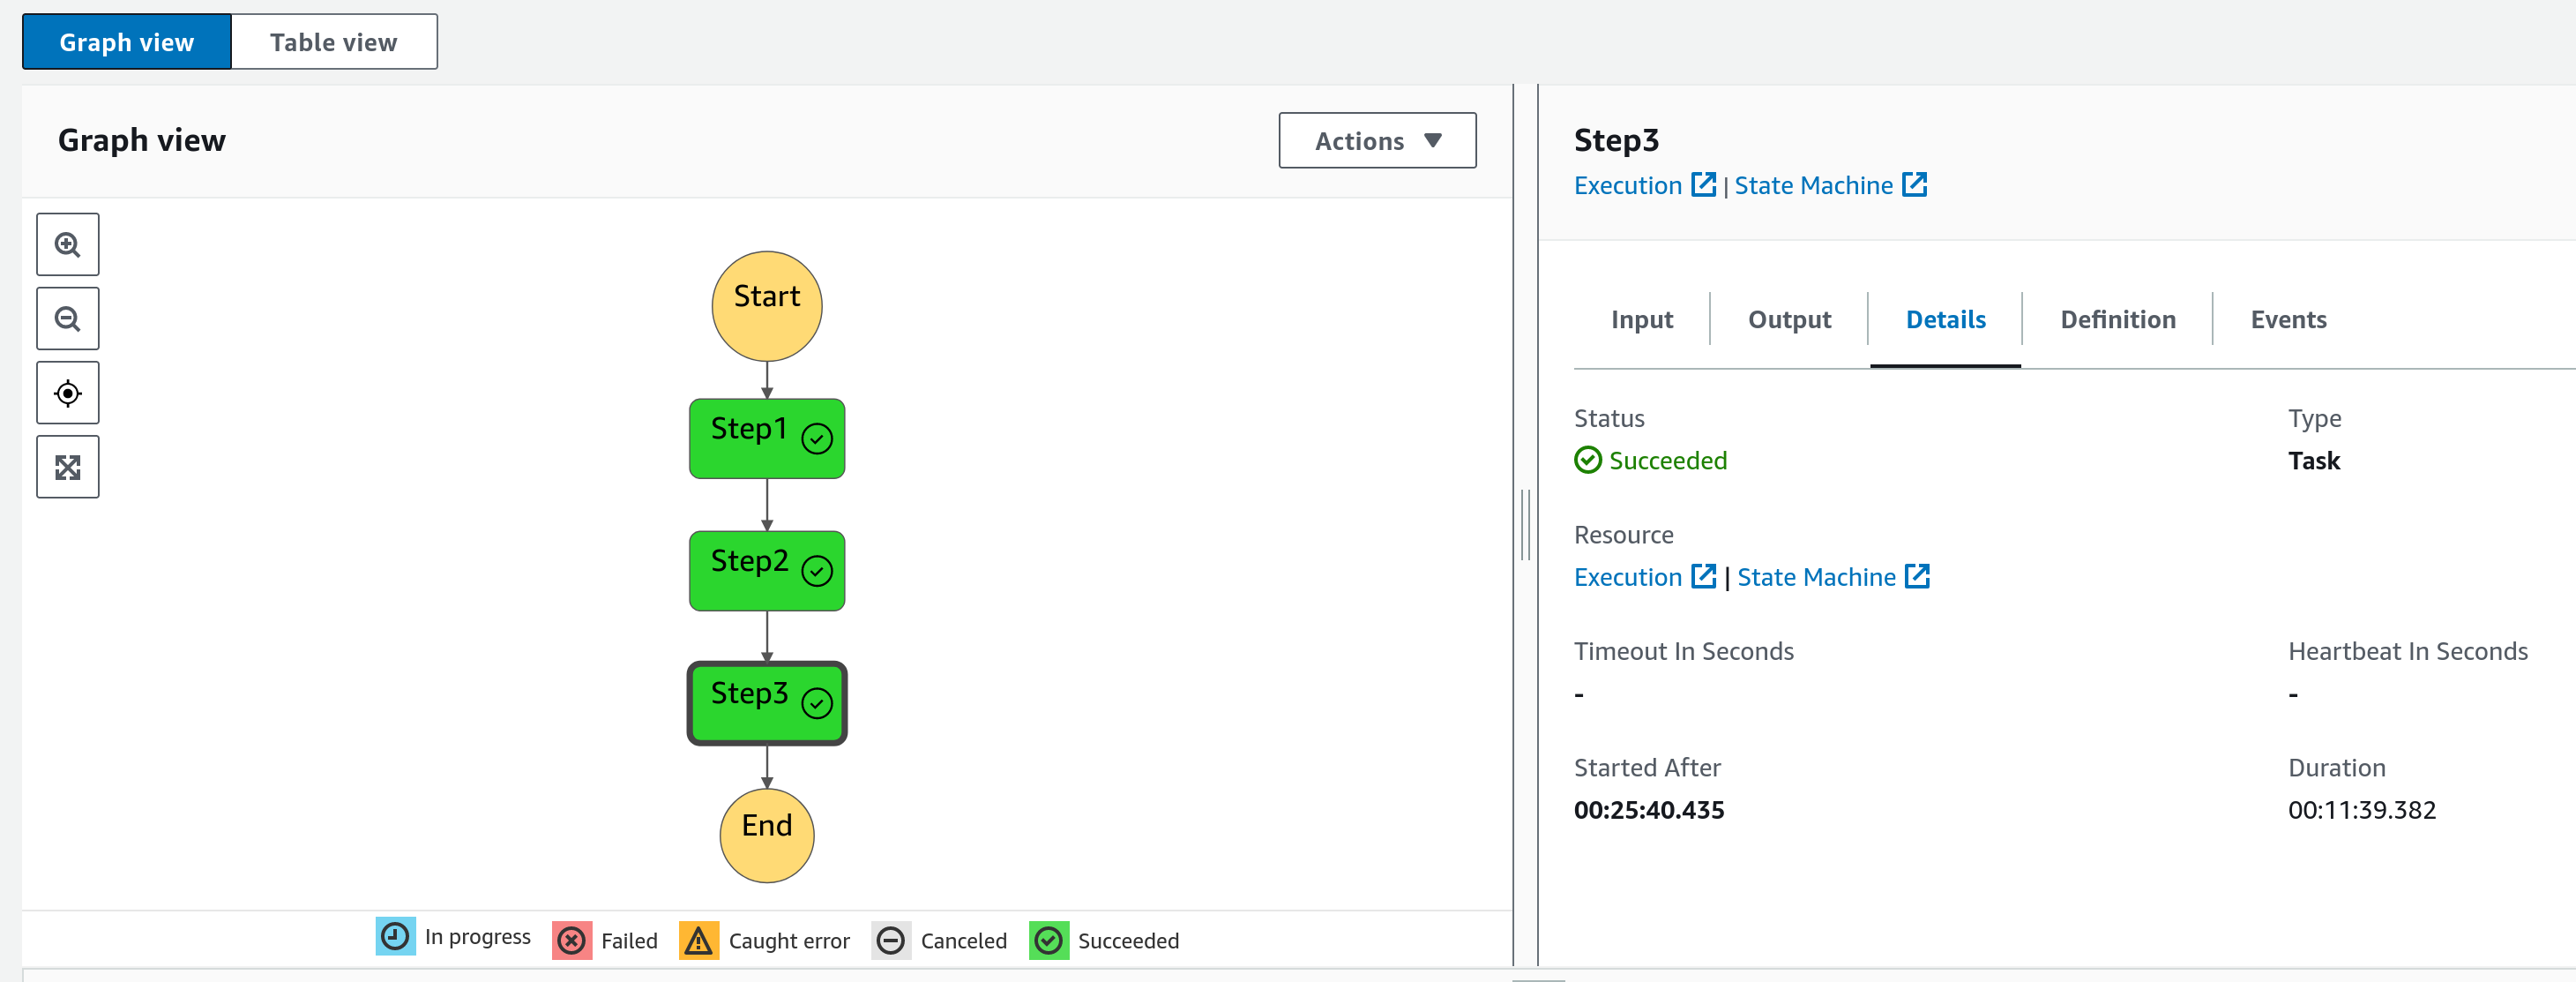 Graph view Table view
Graph view
Actions
Start
Step1
Step2
Step3
End
In progress Failed Caught error Canceled Succeeded
Step3
Execution | State Machine
Input Output Details Definition Events
Status Type
Succeeded Task
Resource
Execution | State Machine
Timeout In Seconds Heartbeat In Seconds
- -
Started After Duration
00:25:40.435 00:11:39.382